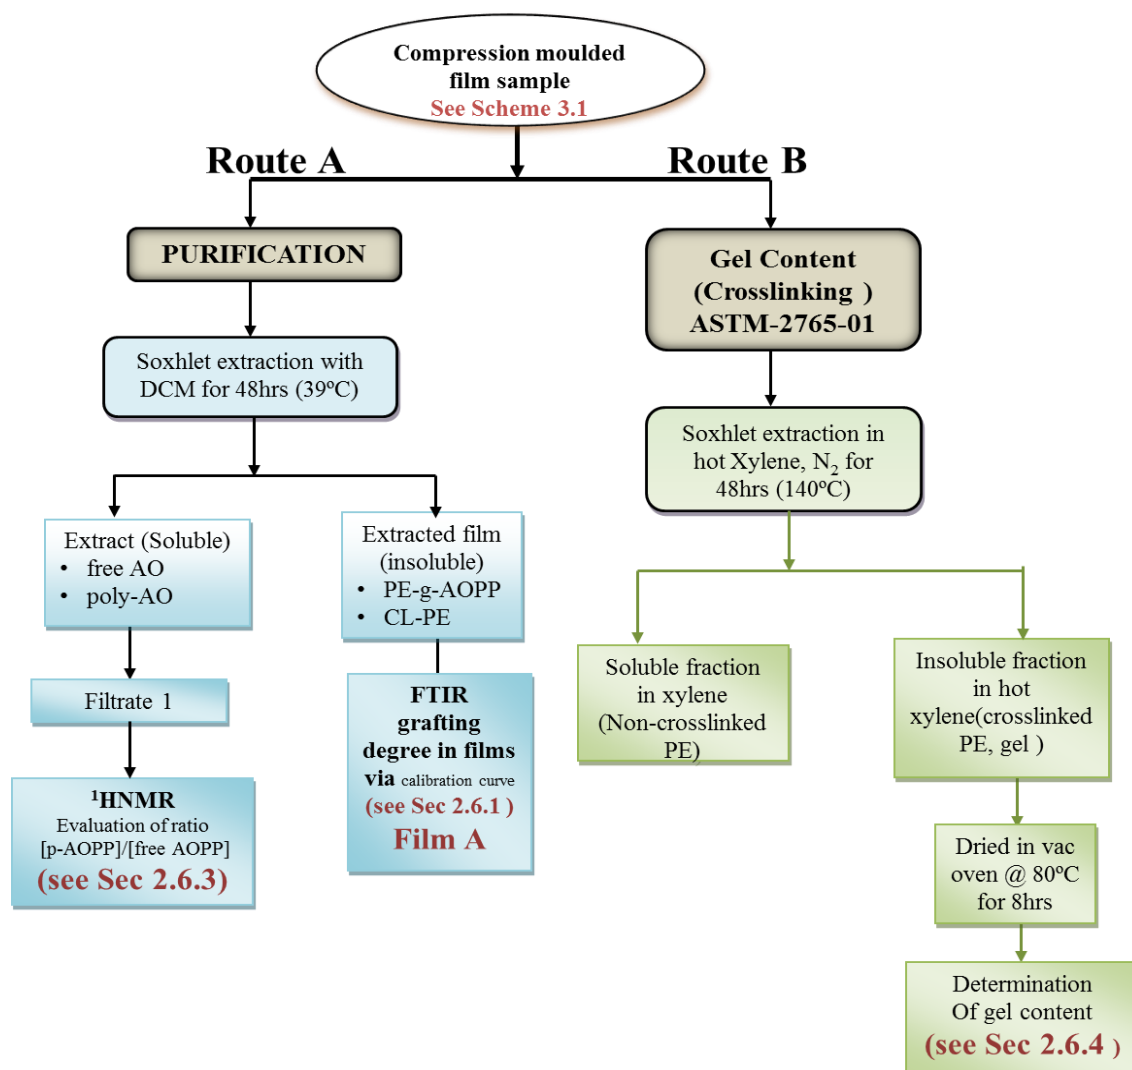 Compression moulded
film sample
See Scheme 3.1
Route A
Route B
PURIFICATION
Soxhlet extraction with
DCM for 48hrs (39ºC)
Extract (Soluble)
• free AO
• poly-AO
Filtrate 1
¹HNMR
Evaluation of ratio
[p-AOPP]/[free AOPP]
(see Sec 2.6.3)
Extracted film
(insoluble)
• PE-g-AOPP
• CL-PE
FTIR
grafting
degree in films
via calibration curve
(see Sec 2.6.1)
Film A
Gel Content
(Crosslinking )
ASTM-2765-01
Soxhlet extraction in
hot Xylene, N₂ for
48hrs (140ºC)
Soluble fraction
in xylene
(Non-crosslinked
PE)
Insoluble fraction
in hot
xylene(crosslinked
PE, gel )
Dried in vac
oven @ 80ºC
for 8hrs
Determination
Of gel content
(see Sec 2.6.4 )